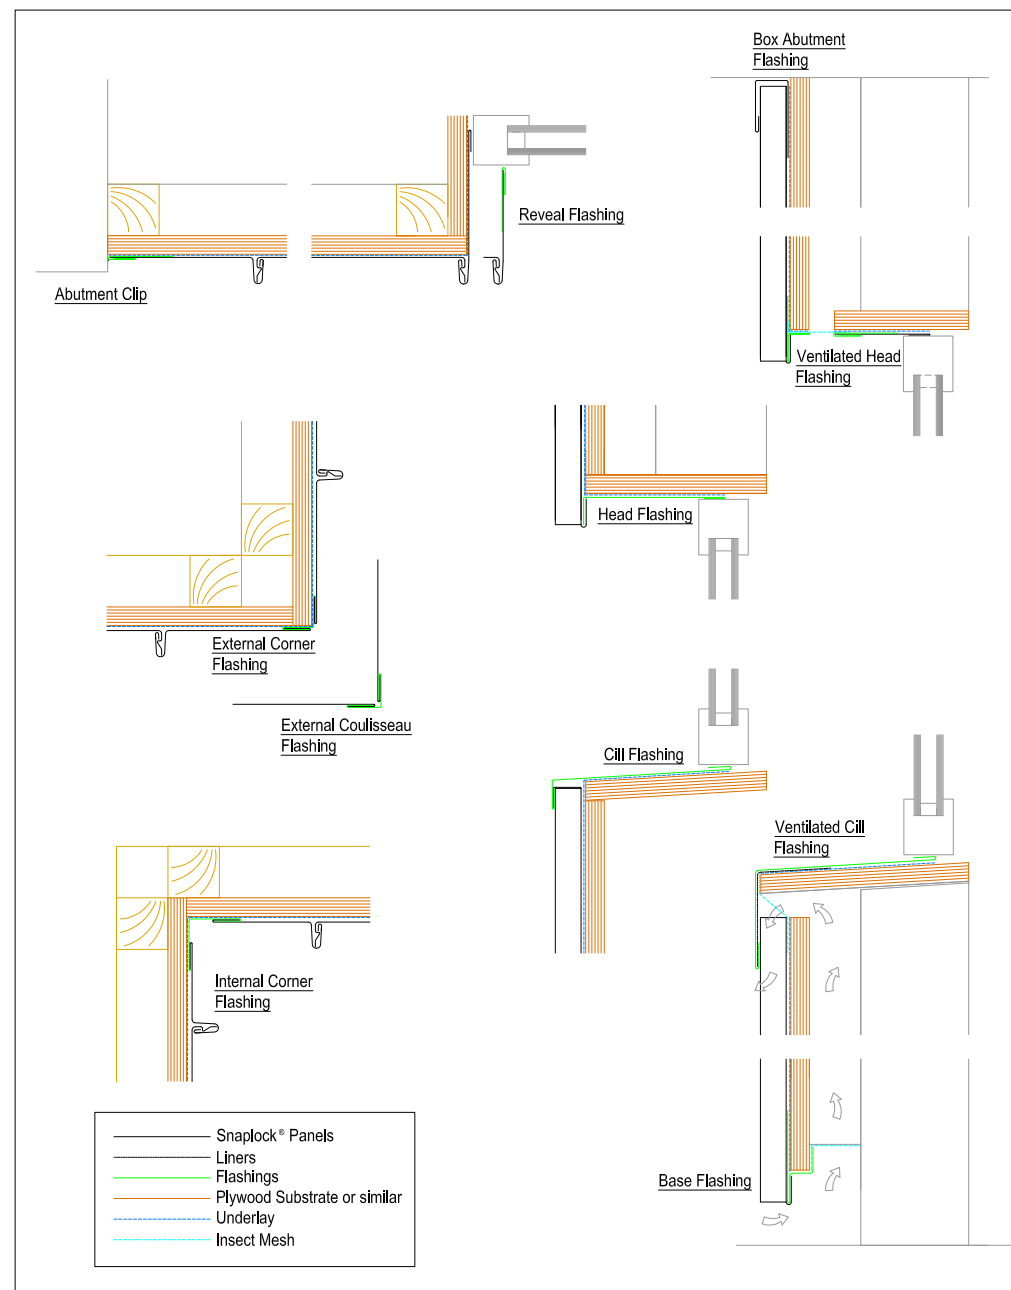 Box Abutment
Flashing
Reveal Flashing
Abutment Clip
Ventilated Head
Flashing
Head Flashing
External Corner
Flashing
External Coulisseau
Flashing
Cill Flashing
Ventilated Cill
Flashing
Internal Corner
Flashing
Base Flashing
Snaplock® Panels
Liners
Flashings
Plywood Substrate or similar
Underlay
Insect Mesh